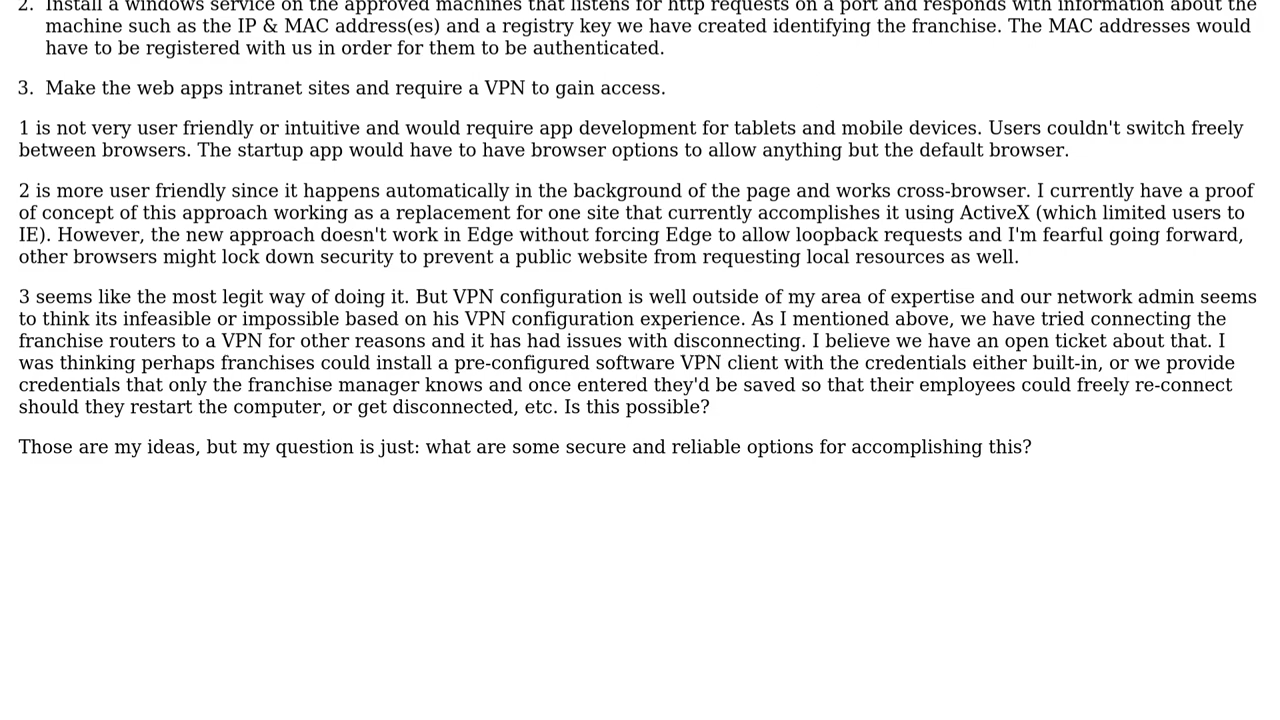 2. Install a windows service on the approved machines that listens for http requests on a port and responds with information about the
machine such as the IP & MAC address(es) and a registry key we have created identifying the franchise. The MAC addresses would
have to be registered with us in order for them to be authenticated.
3. Make the web apps intranet sites and require a VPN to gain access.
1 is not very user friendly or intuitive and would require app development for tablets and mobile devices. Users couldn't switch freely
between browsers. The startup app would have to have browser options to allow anything but the default browser.
2 is more user friendly since it happens automatically in the background of the page and works cross-browser. I currently have a proof
of concept of this approach working as a replacement for one site that currently accomplishes it using ActiveX (which limited users to
IE). However, the new approach doesn't work in Edge without forcing Edge to allow loopback requests and I'm fearful going forward,
other browsers might lock down security to prevent a public website from requesting local resources as well.
3 seems like the most legit way of doing it. But VPN configuration is well outside of my area of expertise and our network admin seems
to think its infeasible or impossible based on his VPN configuration experience. As I mentioned above, we have tried connecting the
franchise routers to a VPN for other reasons and it has had issues with disconnecting. I believe we have an open ticket about that. I
was thinking perhaps franchises could install a pre-configured software VPN client with the credentials either built-in, or we provide
credentials that only the franchise manager knows and once entered they'd be saved so that their employees could freely re-connect
should they restart the computer, or get disconnected, etc. Is this possible?
Those are my ideas, but my question is just: what are some secure and reliable options for accomplishing this?